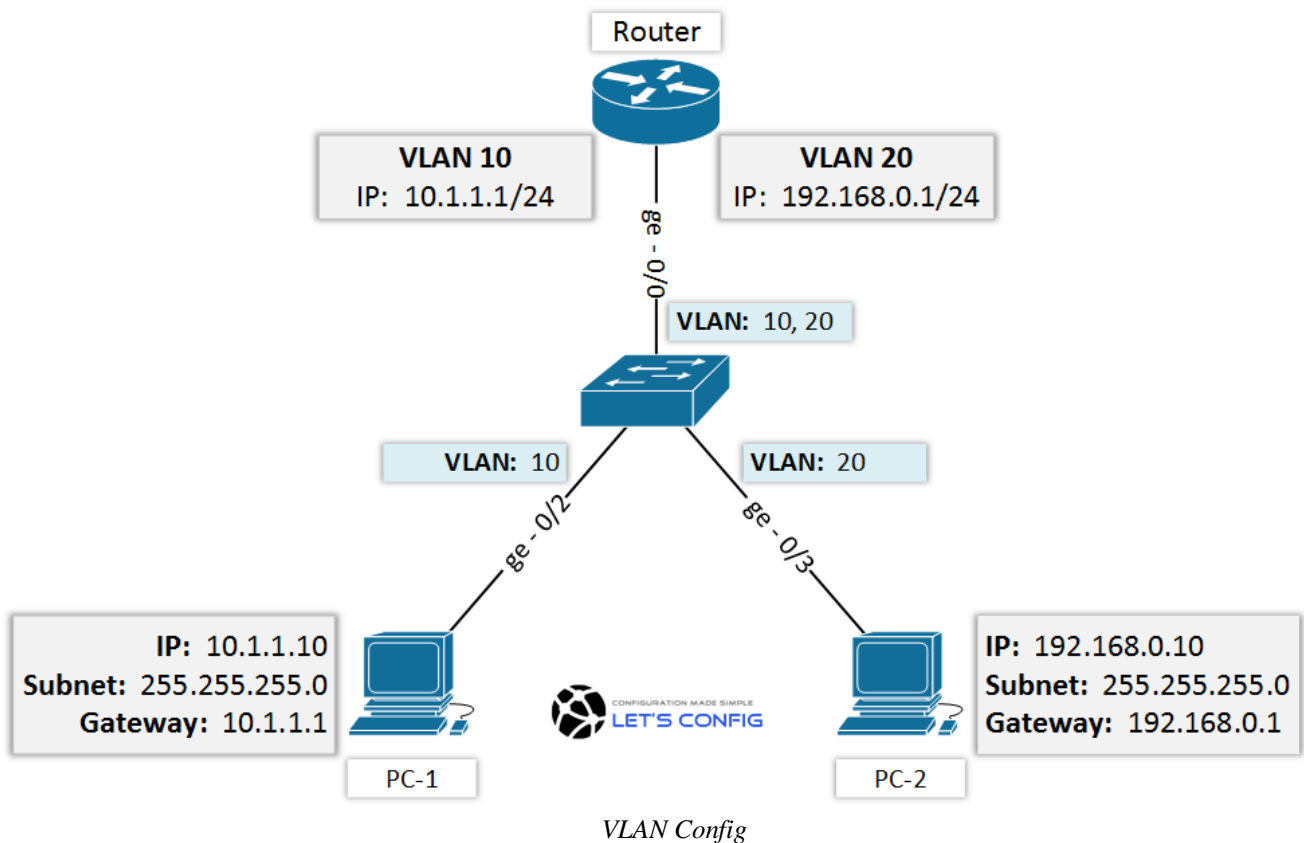 Router
VLAN 10
IP: 10.1.1.1/24
VLAN 20
IP: 192.168.0.1/24
ge - 0/0
VLAN: 10, 20
VLAN: 10
VLAN: 20
ge - 0/2
ge - 0/3
IP: 10.1.1.10
Subnet: 255.255.255.0
Gateway: 10.1.1.1
PC-1
CONFIGURATION MADE SIMPLE
LET'S CONFIG
IP: 192.168.0.10
Subnet: 255.255.255.0
Gateway: 192.168.0.1
PC-2
VLAN Config